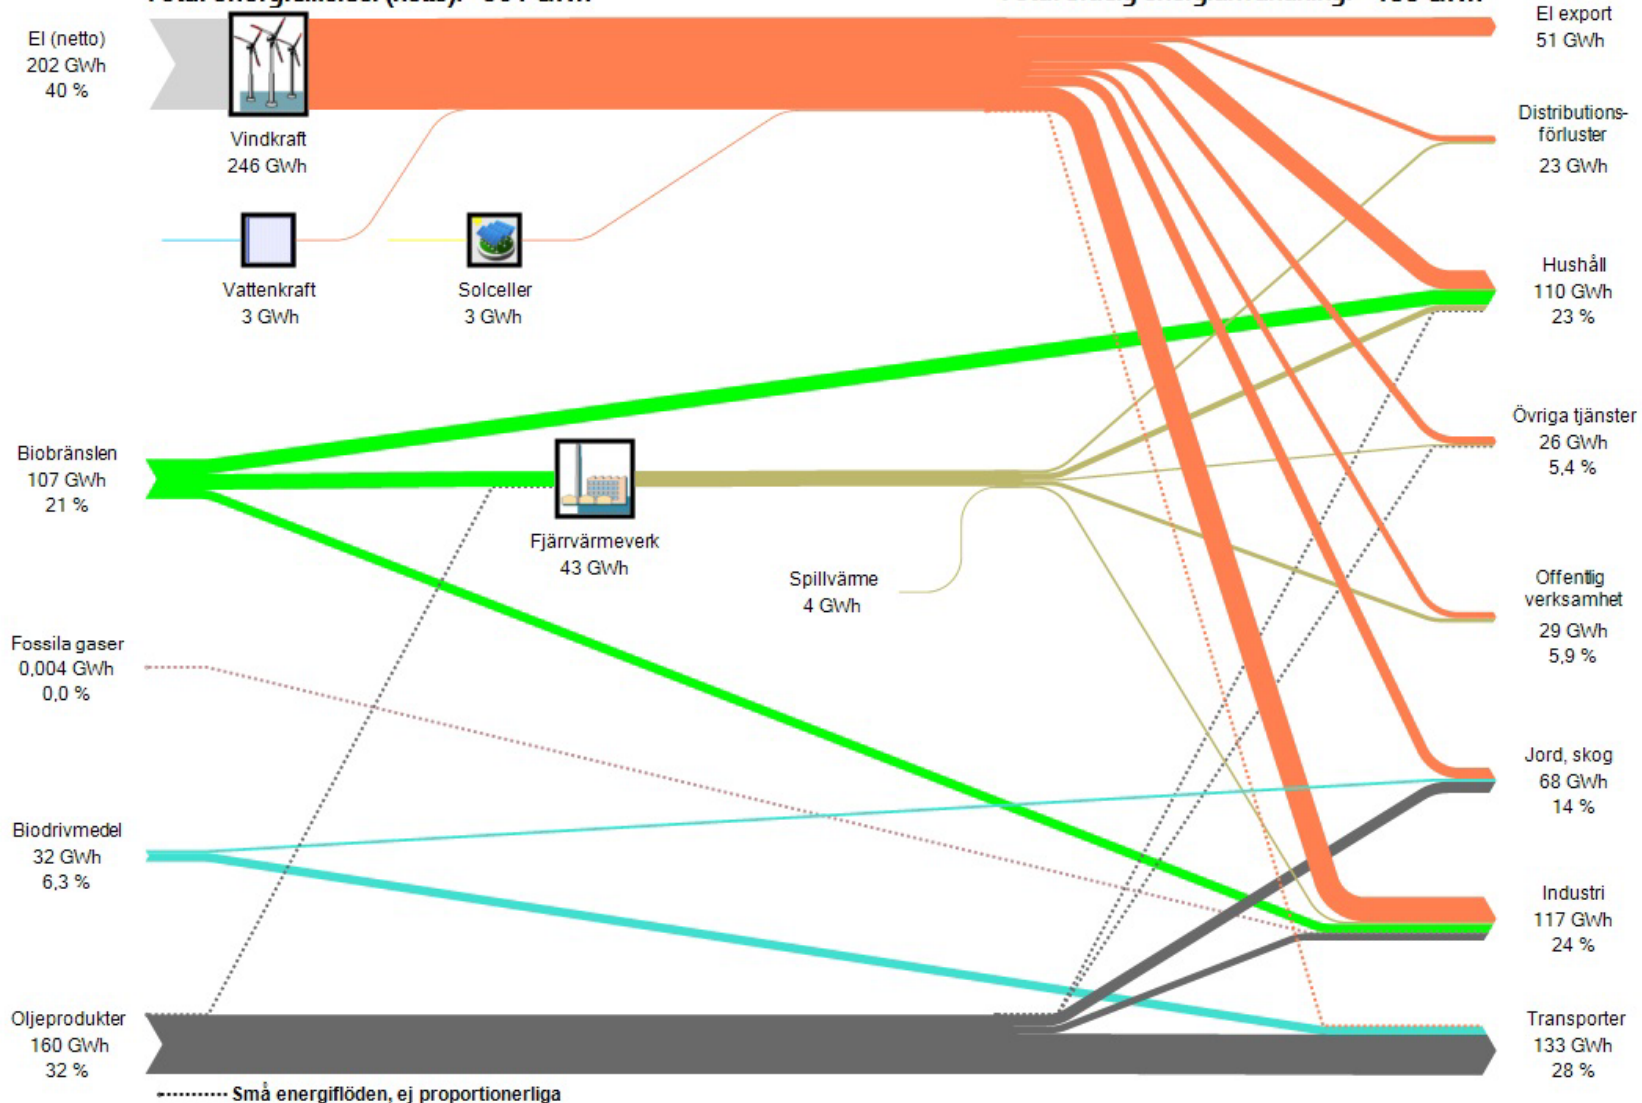 El (netto)
202 GWh
40 %
Vindkraft
246 GWh
Vattenkraft
3 GWh
Solceller
3 GWh
Biobränslen
107 GWh
21 %
Fjärrvärmeverk
43 GWh
Spillvärme
4 GWh
Fossila gaser
0,004 GWh
0,0 %
Biodrivmedel
32 GWh
6,3 %
Oljeprodukter
160 GWh
32 %
Små energiflöden, ej proportionerliga
El export
51 GWh
Distributions-
förluster
23 GWh
Hushåll
110 GWh
23 %
Övriga tjänster
26 GWh
5,4 %
Offentlig
verksamhet
29 GWh
5,9 %
Jord, skog
68 GWh
14 %
Industri
117 GWh
24 %
Transporter
133 GWh
28 %